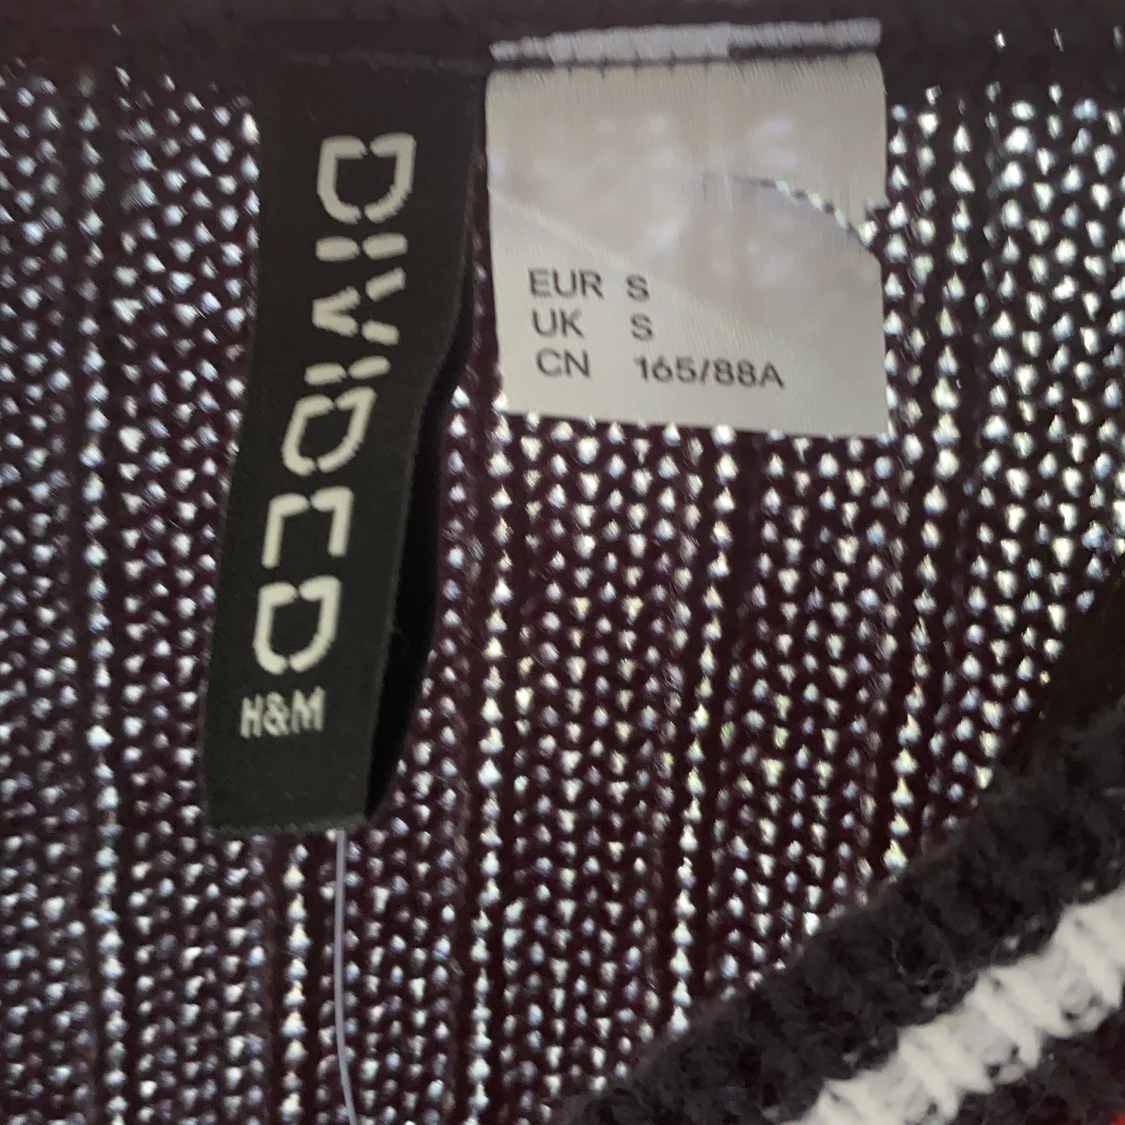 DIVIDED
H&M
EUR S
UK S
CN 165/88A